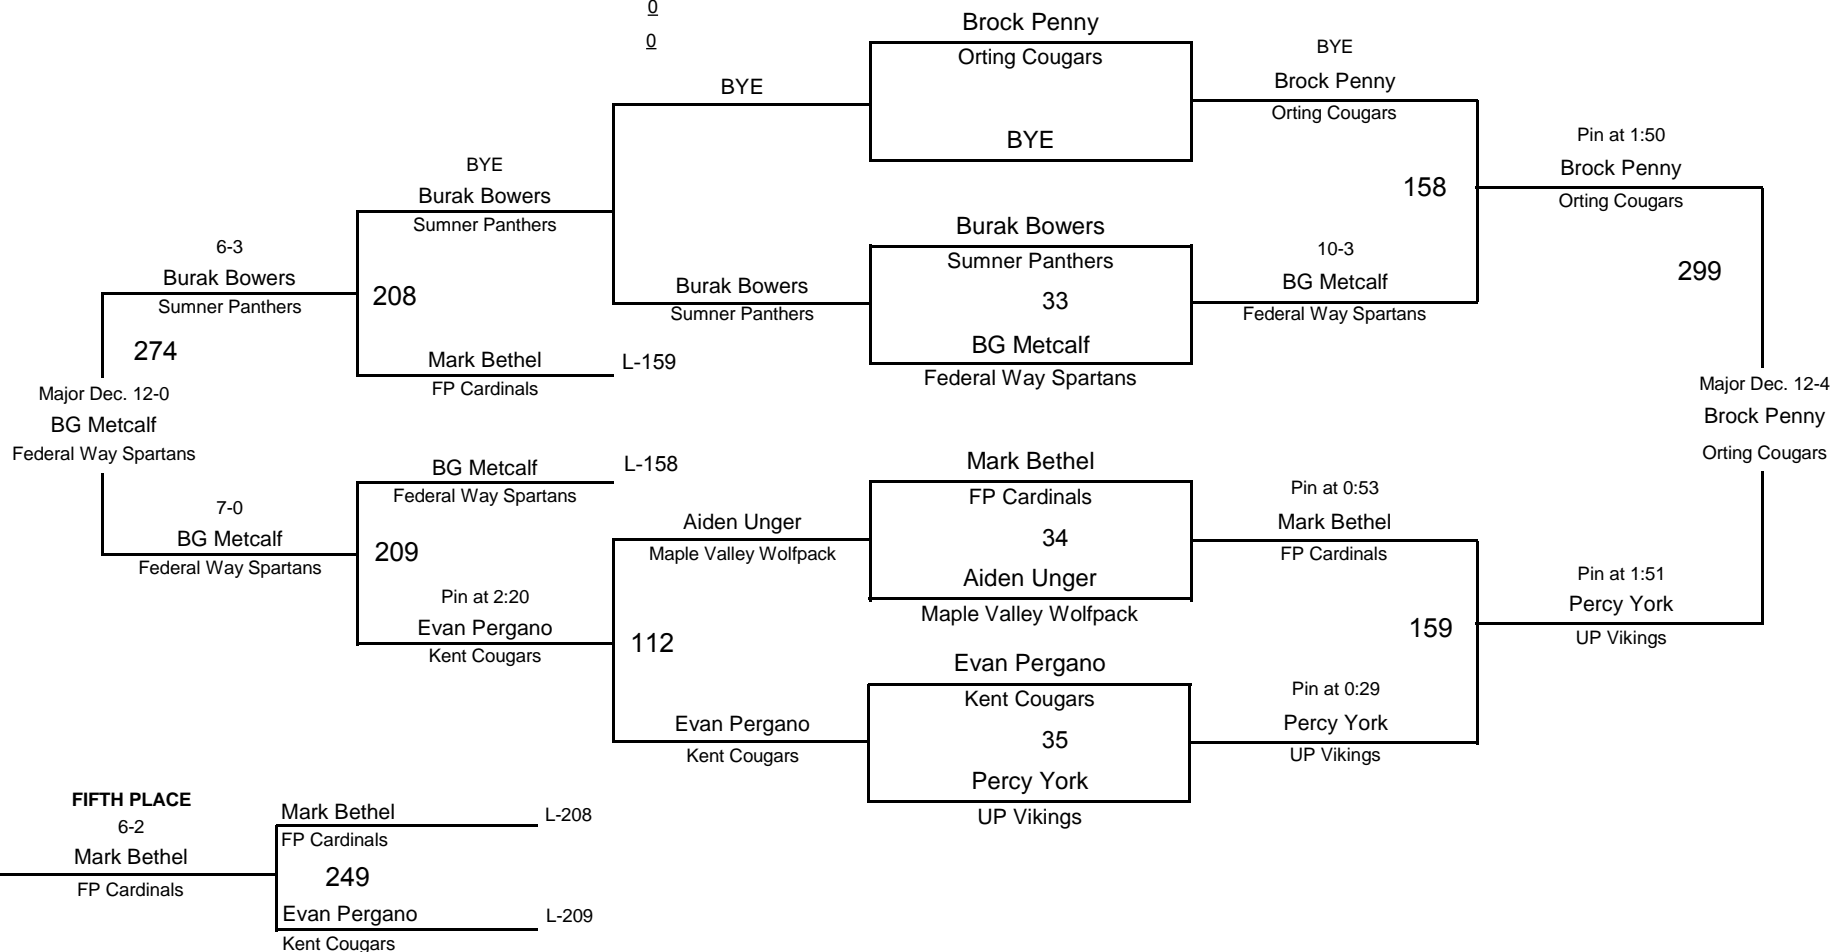 0
0
Brock Penny
Orting Cougars
BYE
BYE
Brock Penny
Orting Cougars
BYE
Pin at 1:50
Brock Penny
Orting Cougars
158
BYE
Burak Bowers
Sumner Panthers
Burak Bowers
Sumner Panthers
33
BG Metcalf
Federal Way Spartans
10-3
BG Metcalf
Federal Way Spartans
299
6-3
Burak Bowers
Sumner Panthers
208
Burak Bowers
Sumner Panthers
274
Mark Bethel
FP Cardinals
L-159
Major Dec. 12-0
BG Metcalf
Federal Way Spartans
Major Dec. 12-4
Brock Penny
Orting Cougars
BG Metcalf
Federal Way Spartans
L-158
Mark Bethel
FP Cardinals
34
Aiden Unger
Maple Valley Wolfpack
Pin at 0:53
Mark Bethel
FP Cardinals
7-0
BG Metcalf
Federal Way Spartans
209
Aiden Unger
Maple Valley Wolfpack
Pin at 2:20
Evan Pergano
Kent Cougars
112
159
Pin at 1:51
Percy York
UP Vikings
Evan Pergano
Kent Cougars
35
Percy York
UP Vikings
Pin at 0:29
Percy York
UP Vikings
Evan Pergano
Kent Cougars
FIFTH PLACE
6-2
Mark Bethel
FP Cardinals
Mark Bethel
FP Cardinals
L-208
249
Evan Pergano
Kent Cougars
L-209